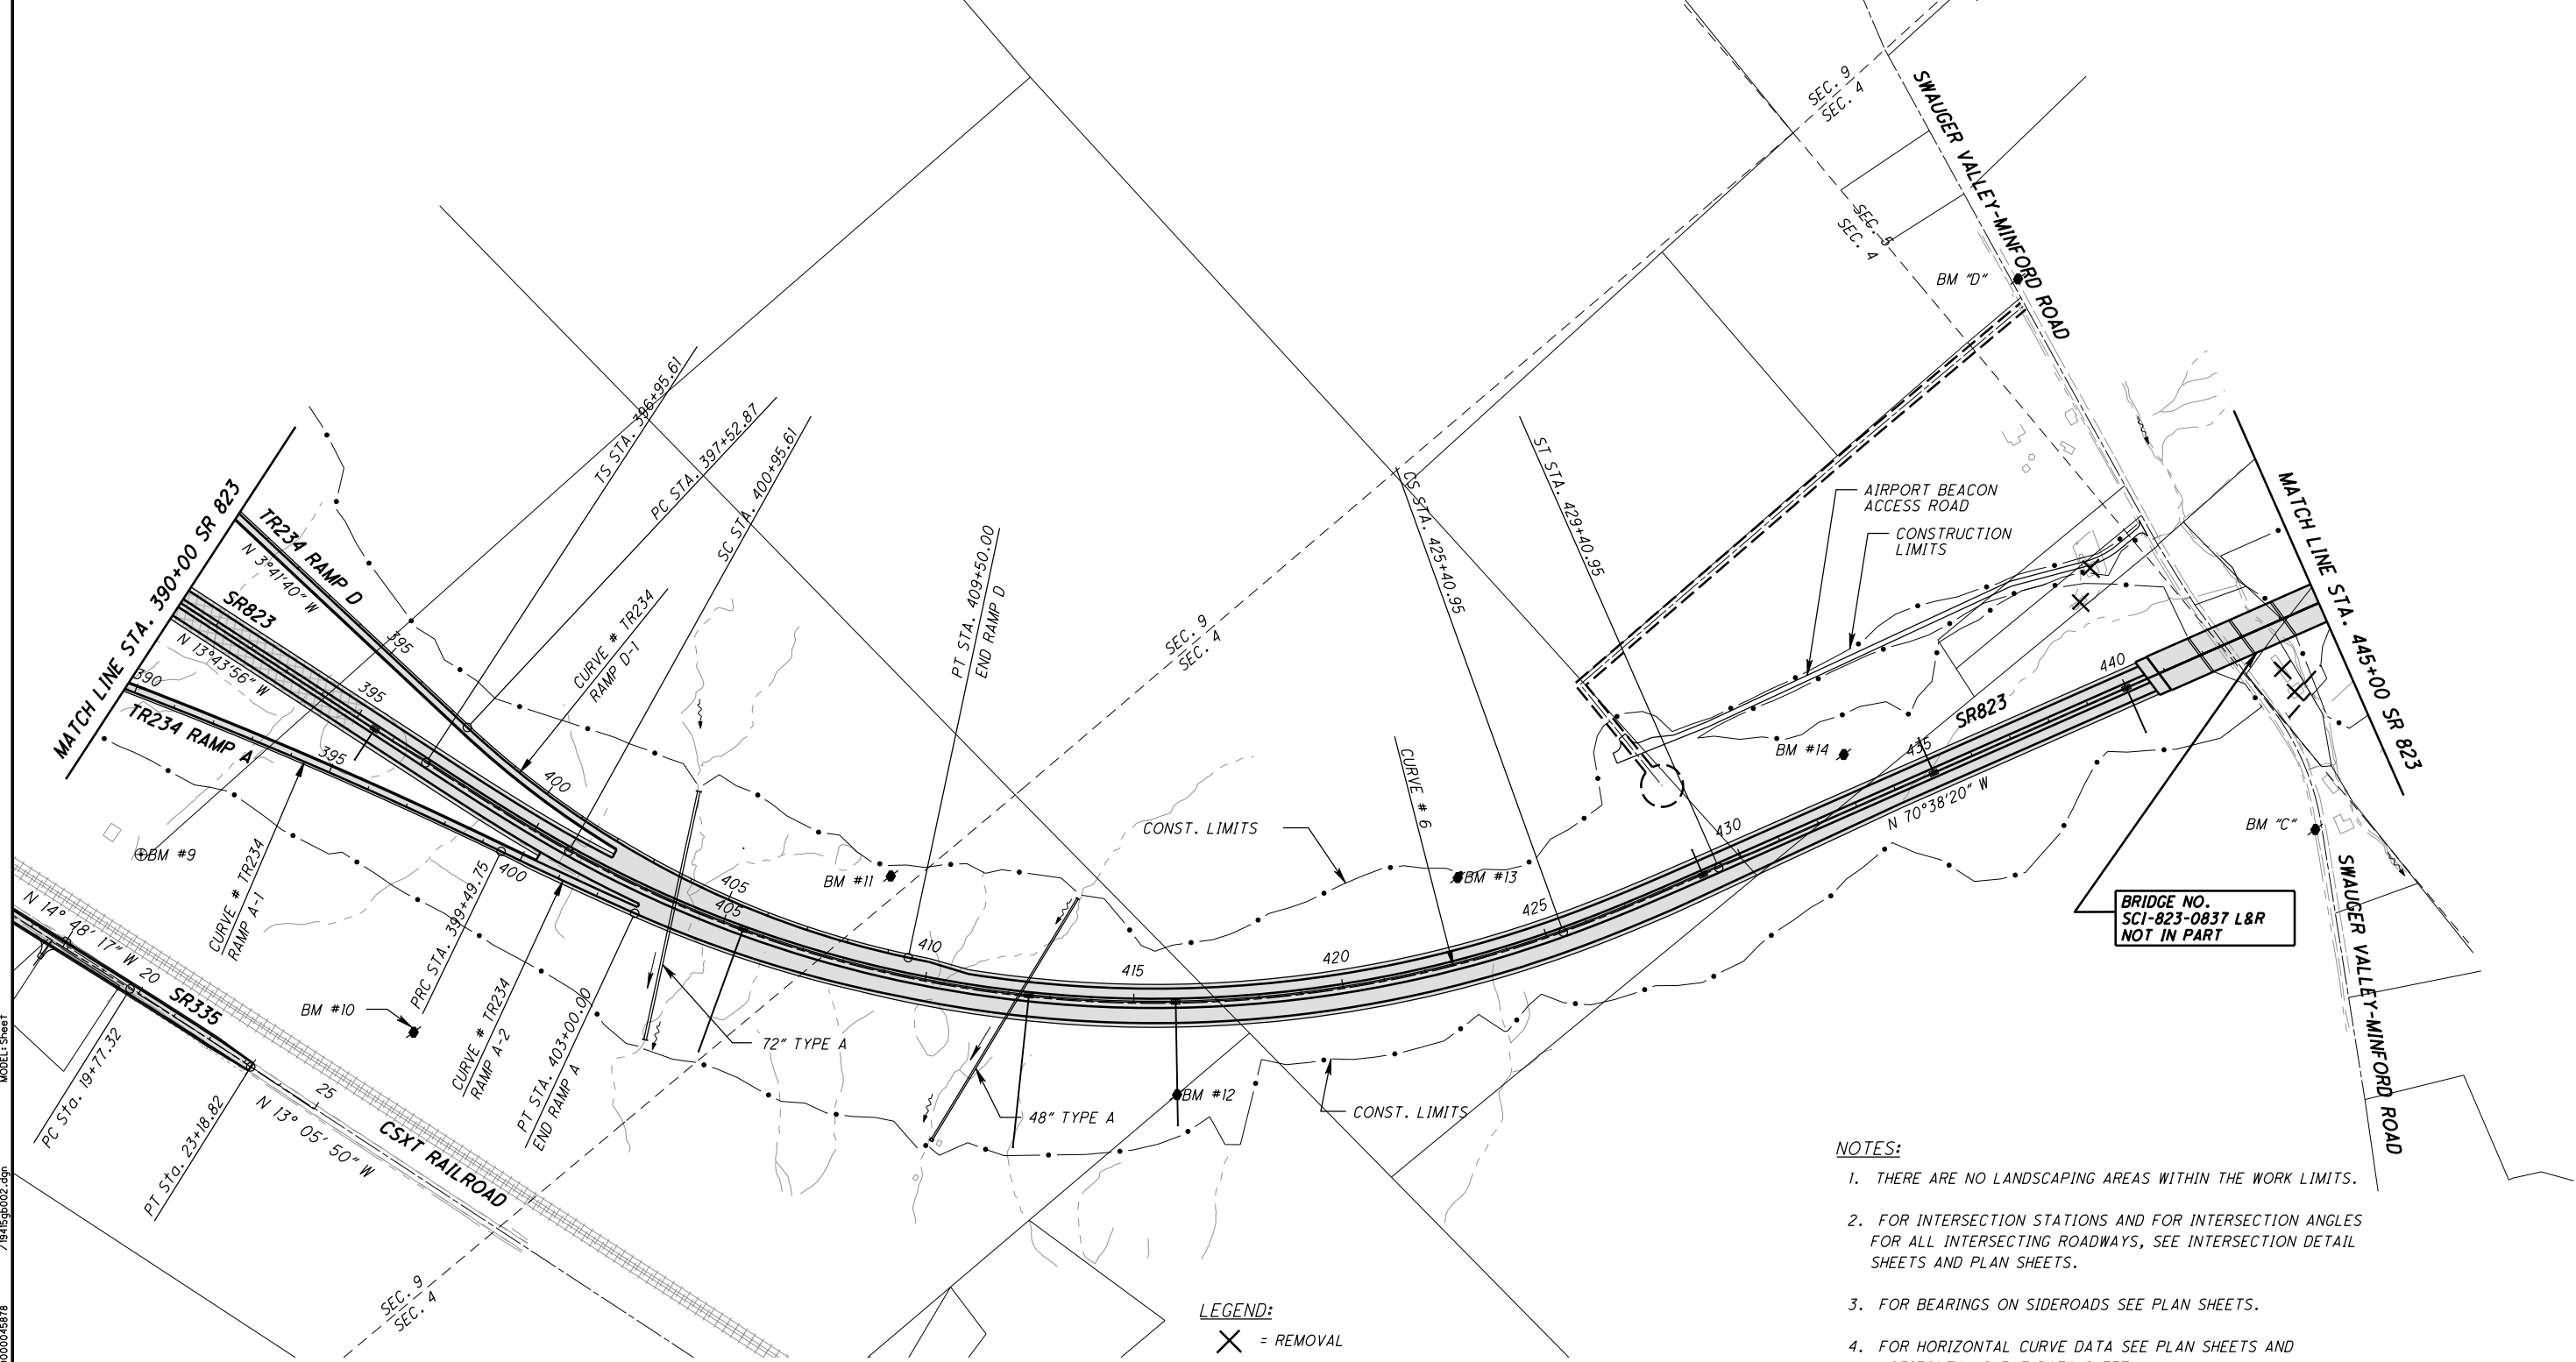 SEC. 9
SEC. 4
SWAUGER VALLEY-MINFORD ROAD
SEC. 5
SEC. 4
BM "D"
TS STA. 396+95.61
PC STA. 397+52.87
SC STA. 400+95.61
MATCH LINE STA. 390+00 SR 823
TR234 RAMP D
N 3°41'40" W
395
SR823
N 13°43'56" W
395
390
TR234 RAMP A
395
CURVE # TR234
RAMP D-1
400
PT STA. 409+50.00
END RAMP D
SEC. 9
SEC. 4
CS STA. 425+40.95
ST STA. 429+40.95
AIRPORT BEACON
ACCESS ROAD
CONSTRUCTION
LIMITS
MATCH LINE STA. 445+00 SR 823
440
SR823
435
BM #14
N 70°38'20" W
430
CURVE # 6
CONST. LIMITS
BM #13
425
BM #11
405
405
410
415
420
BM #9
CURVE # TR234
RAMP A-1
400
PRC STA. 399+49.75
CURVE # TR234
RAMP A-2
PT STA. 403+00.00
END RAMP A
N 14° 48' 17" W
20
SR335
BM #10
PC Sta. 19+77.32
PT Sta. 23+18.82
25
N 13° 05' 50" W
CSXT RAILROAD
72" TYPE A
48" TYPE A
BM #12
CONST. LIMITS
BM "C"
SWAUGER VALLEY-MINFORD ROAD
BRIDGE NO.
SCI-823-0837 L&R
NOT IN PART
SEC. 9
SEC. 4
LEGEND:
= REMOVAL
NOTES:
1. THERE ARE NO LANDSCAPING AREAS WITHIN THE WORK LIMITS.
2. FOR INTERSECTION STATIONS AND FOR INTERSECTION ANGLES
FOR ALL INTERSECTING ROADWAYS, SEE INTERSECTION DETAIL
SHEETS AND PLAN SHEETS.
3. FOR BEARINGS ON SIDEROADS SEE PLAN SHEETS.
4. FOR HORIZONTAL CURVE DATA SEE PLAN SHEETS AND
MODEL: Sheet